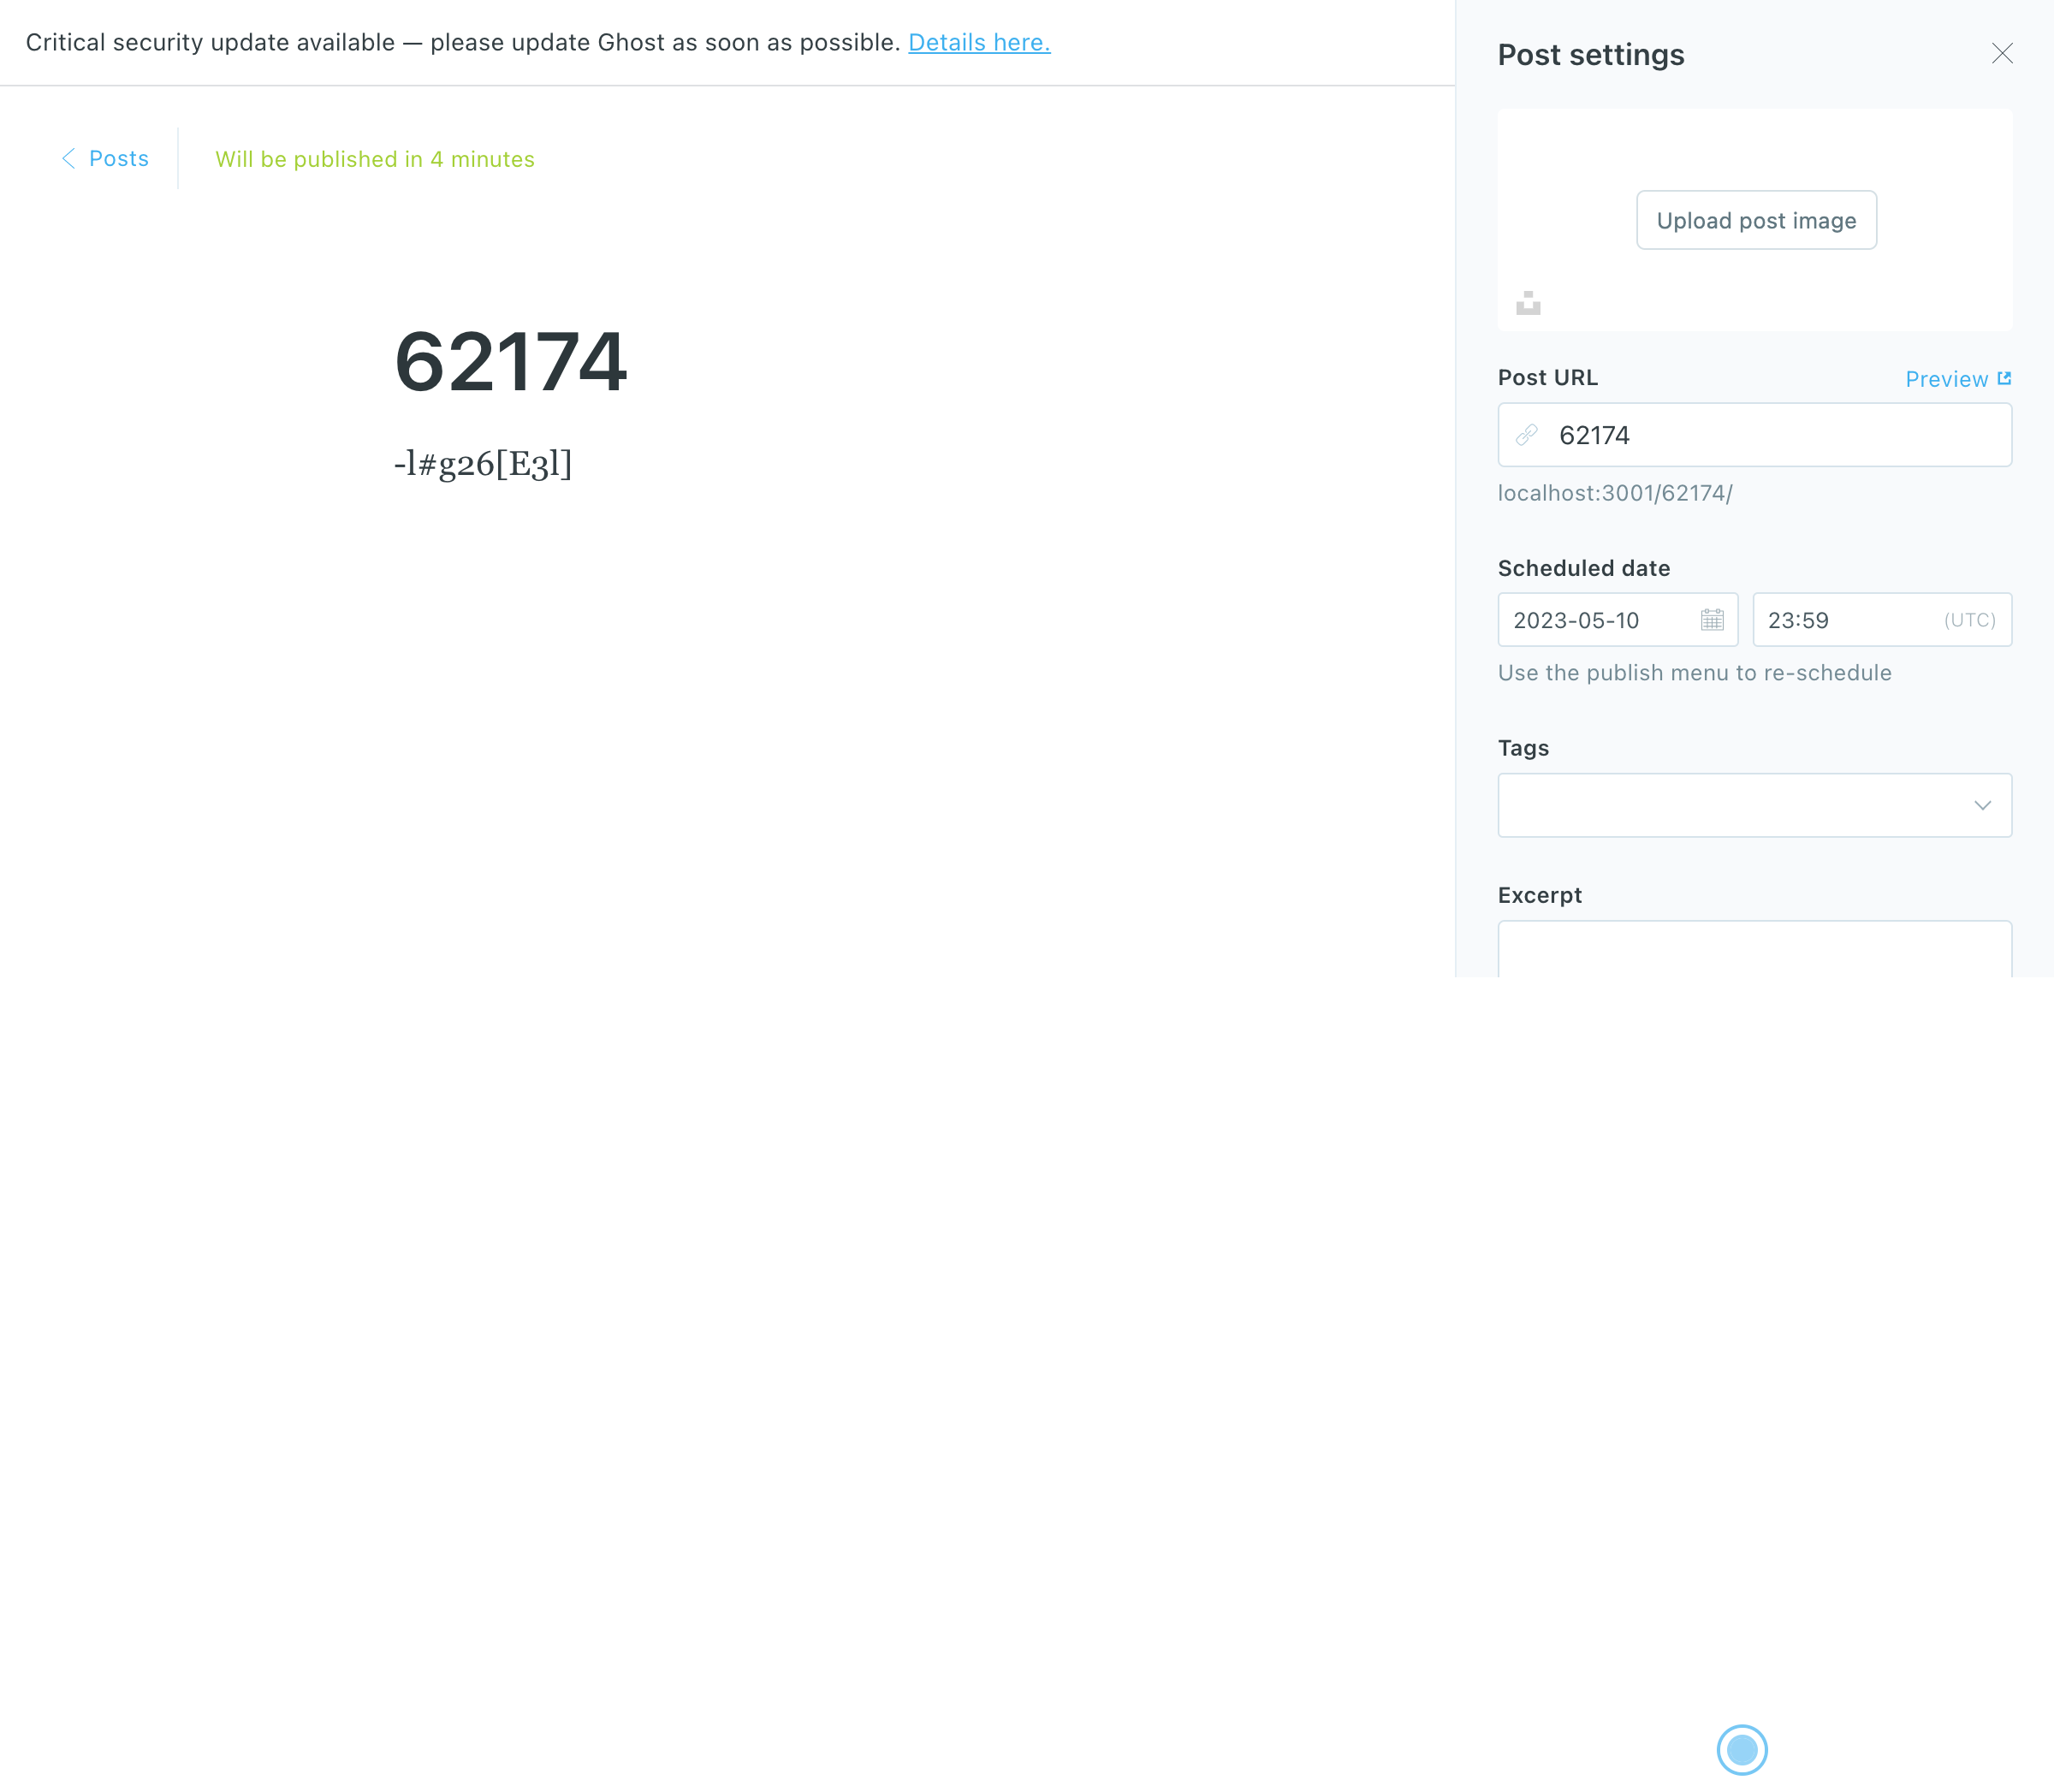 Critical security update available — please update Ghost as soon as possible. Details here.
Posts
Will be published in 4 minutes
62174
-l#g26[E3l]
Post settings
Upload post image
Post URL
Preview
62174
localhost:3001/62174/
Scheduled date
2023-05-10
23:59 (UTC)
Use the publish menu to re-schedule
Tags
Excerpt